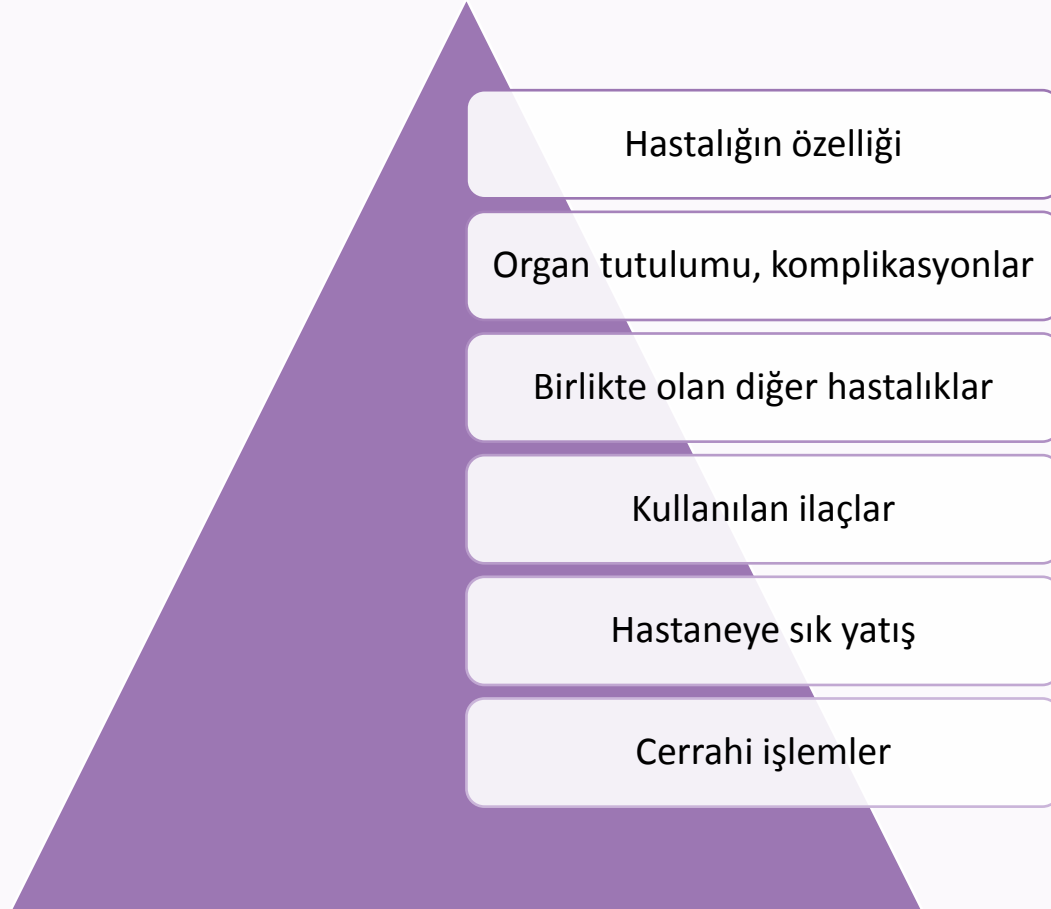 Hastalığın özelliği
Organ tutulumu, komplikasyonlar
Birlikte olan diğer hastalıklar
Kullanılan ilaçlar
Hastaneye sık yatış
Cerrahi işlemler